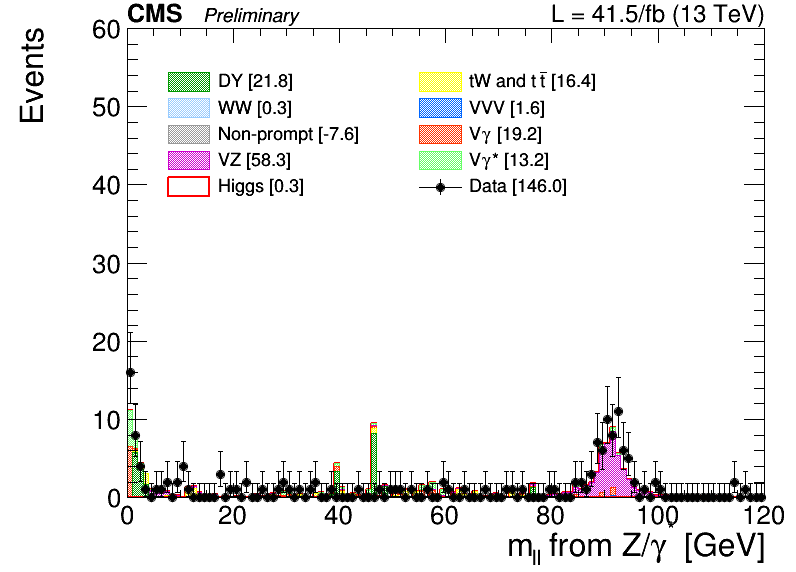 CMS Preliminary L = 41.5/fb (13 TeV)
Events
60
50
40
30
20
10
0
DY [21.8]
WW [0.3]
Non-prompt [-7.6]
VZ [58.3]
Higgs [0.3]
tW and tt̄ [16.4]
VVV [1.6]
Vγ [19.2]
Vγ* [13.2]
Data [146.0]
0 20 40 60 80 100 120
m_ll from Z/γ* [GeV]